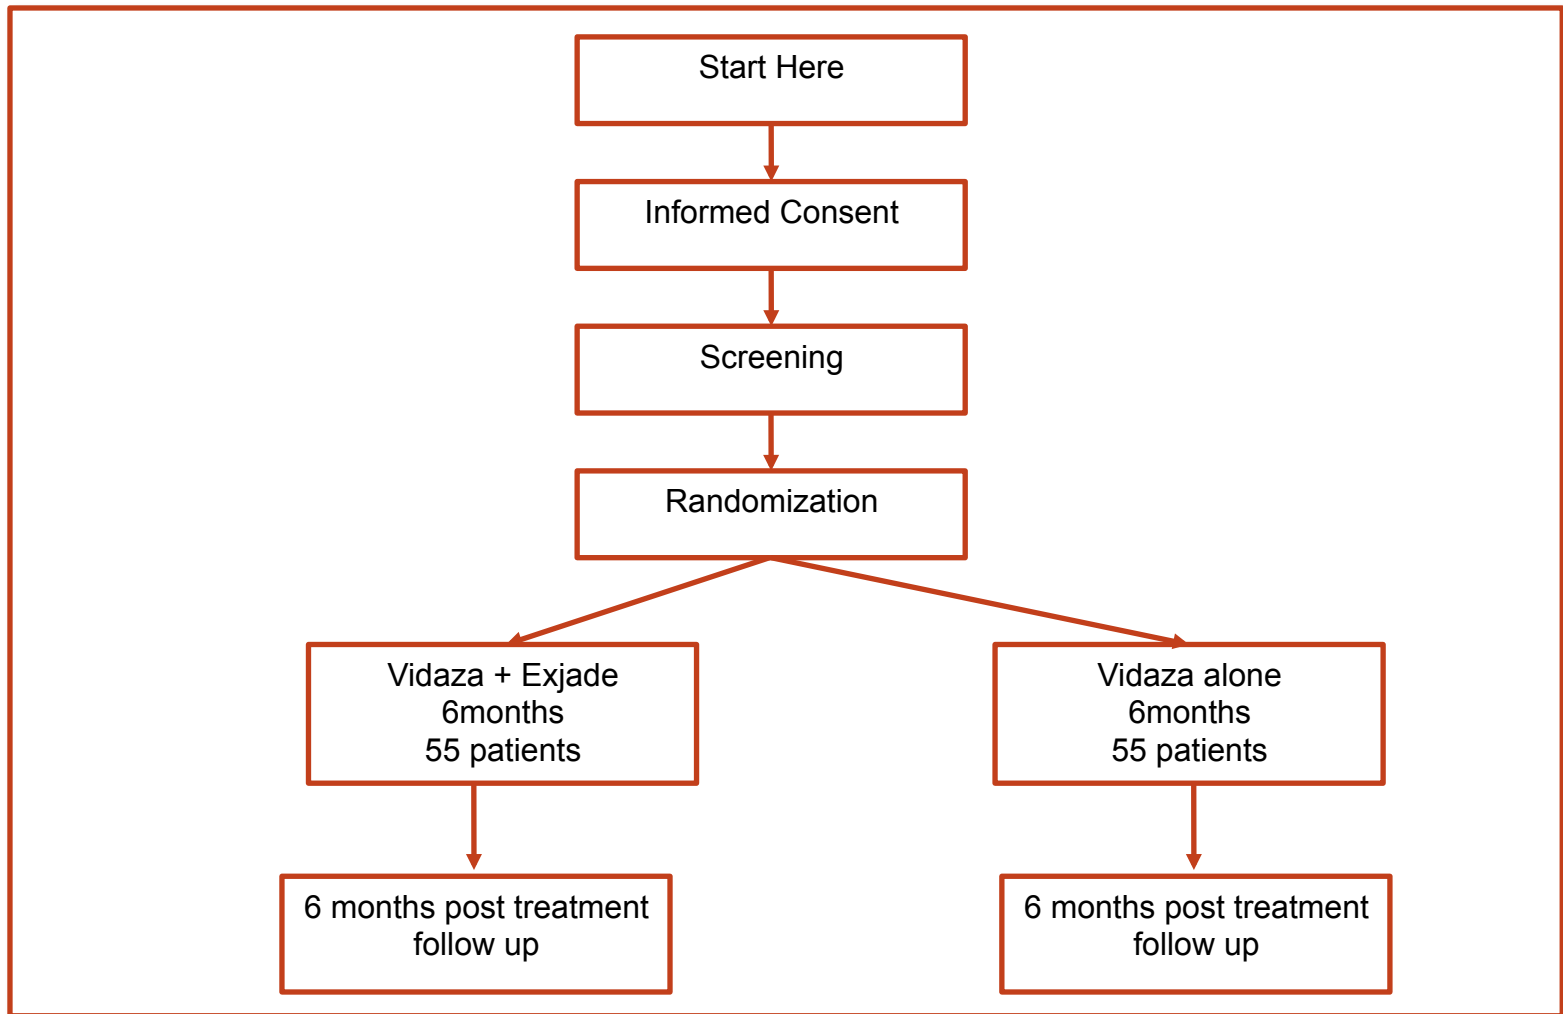 Start Here
Informed Consent
Screening
Randomization
Vidaza + Exjade
6months
55 patients
Vidaza alone
6months
55 patients
6 months post treatment
follow up
6 months post treatment
follow up